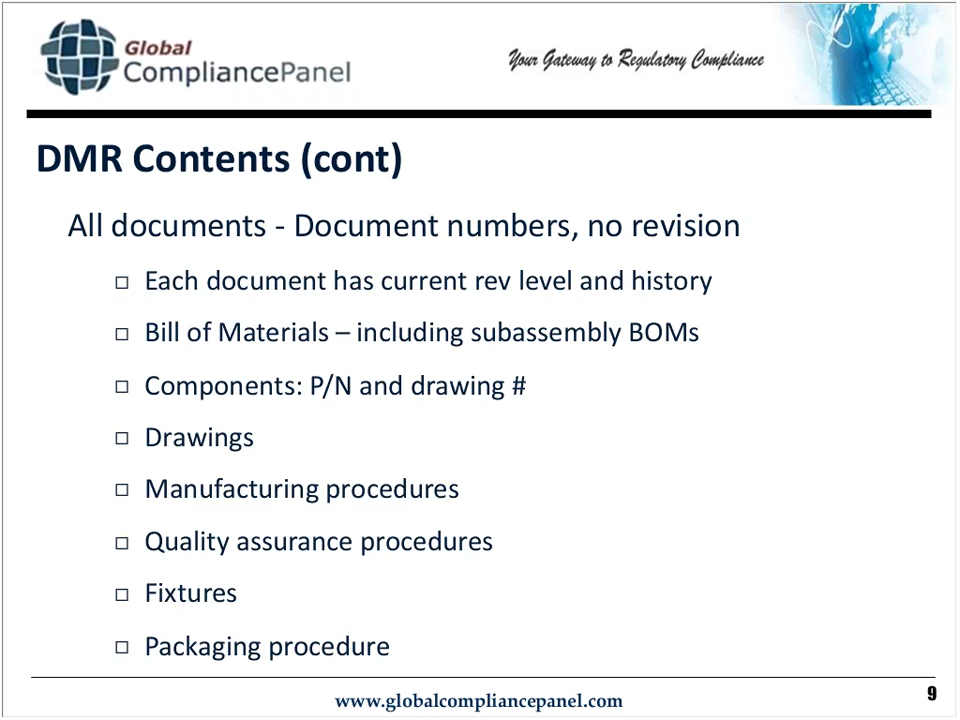 Global
CompliancePanel
Your Gateway to Regulatory Compliance
DMR Contents (cont)
All documents - Document numbers, no revision
Each document has current rev level and history
Bill of Materials – including subassembly BOMs
Components: P/N and drawing #
Drawings
Manufacturing procedures
Quality assurance procedures
Fixtures
Packaging procedure
www.globalcompliancepanel.com
9